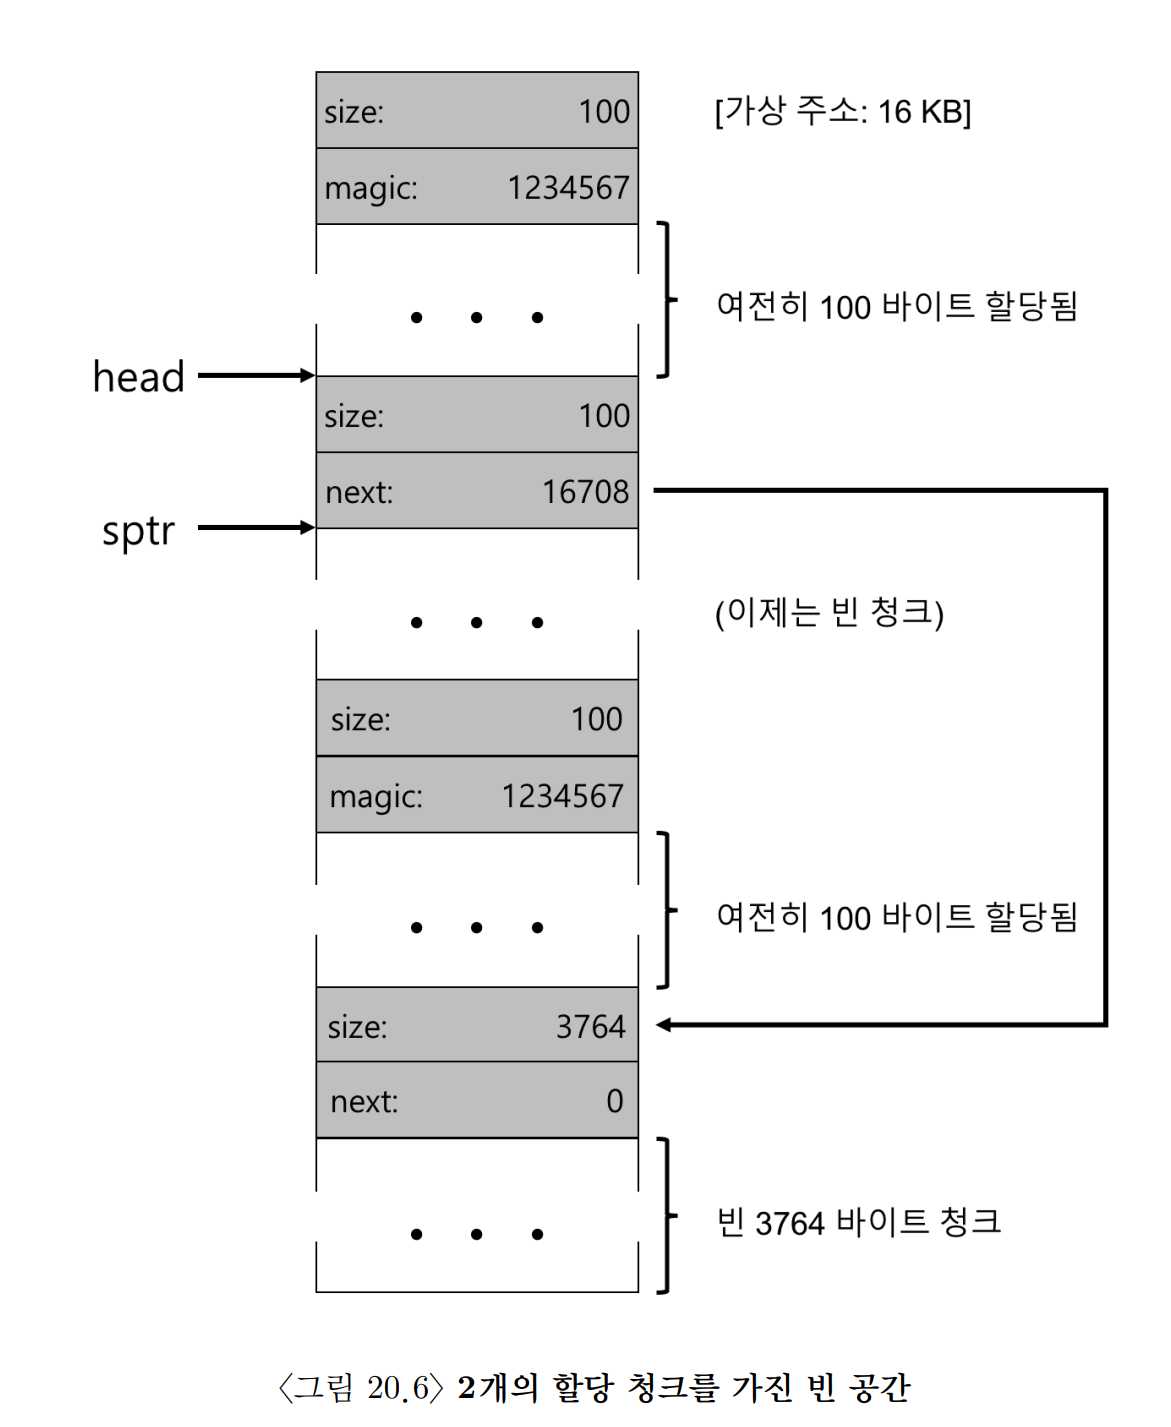 size: 100 [가상 주소: 16 KB]
magic: 1234567
여전히 100 바이트 할당됨
head
size: 100
next: 16708
sptr
(이제는 빈 청크)
size: 100
magic: 1234567
여전히 100 바이트 할당됨
size: 3764
next: 0
빈 3764 바이트 청크
〈그림 20.6〉 2개의 할당 청크를 가진 빈 공간